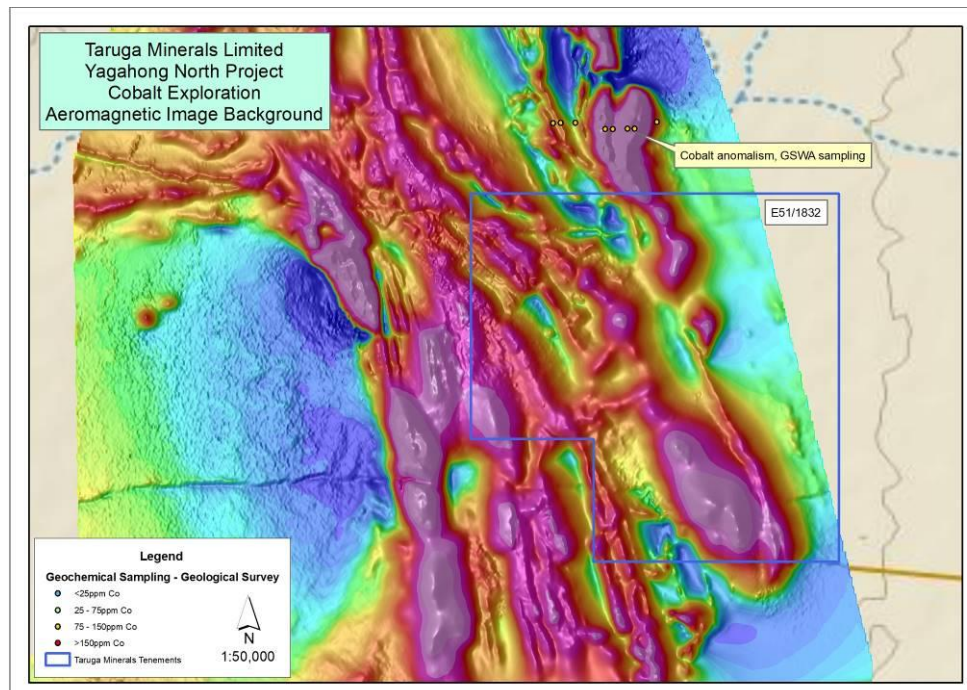 Taruga Minerals Limited
Yagahong North Project
Cobalt Exploration
Aeromagnetic Image Background
Cobalt anomalism, GSWA sampling
E51/1832
Legend
Geochemical Sampling - Geological Survey
<25ppm Co
25 - 75ppm Co
75 - 150ppm Co
>150ppm Co
Taruga Minerals Tenements
N
1:50,000